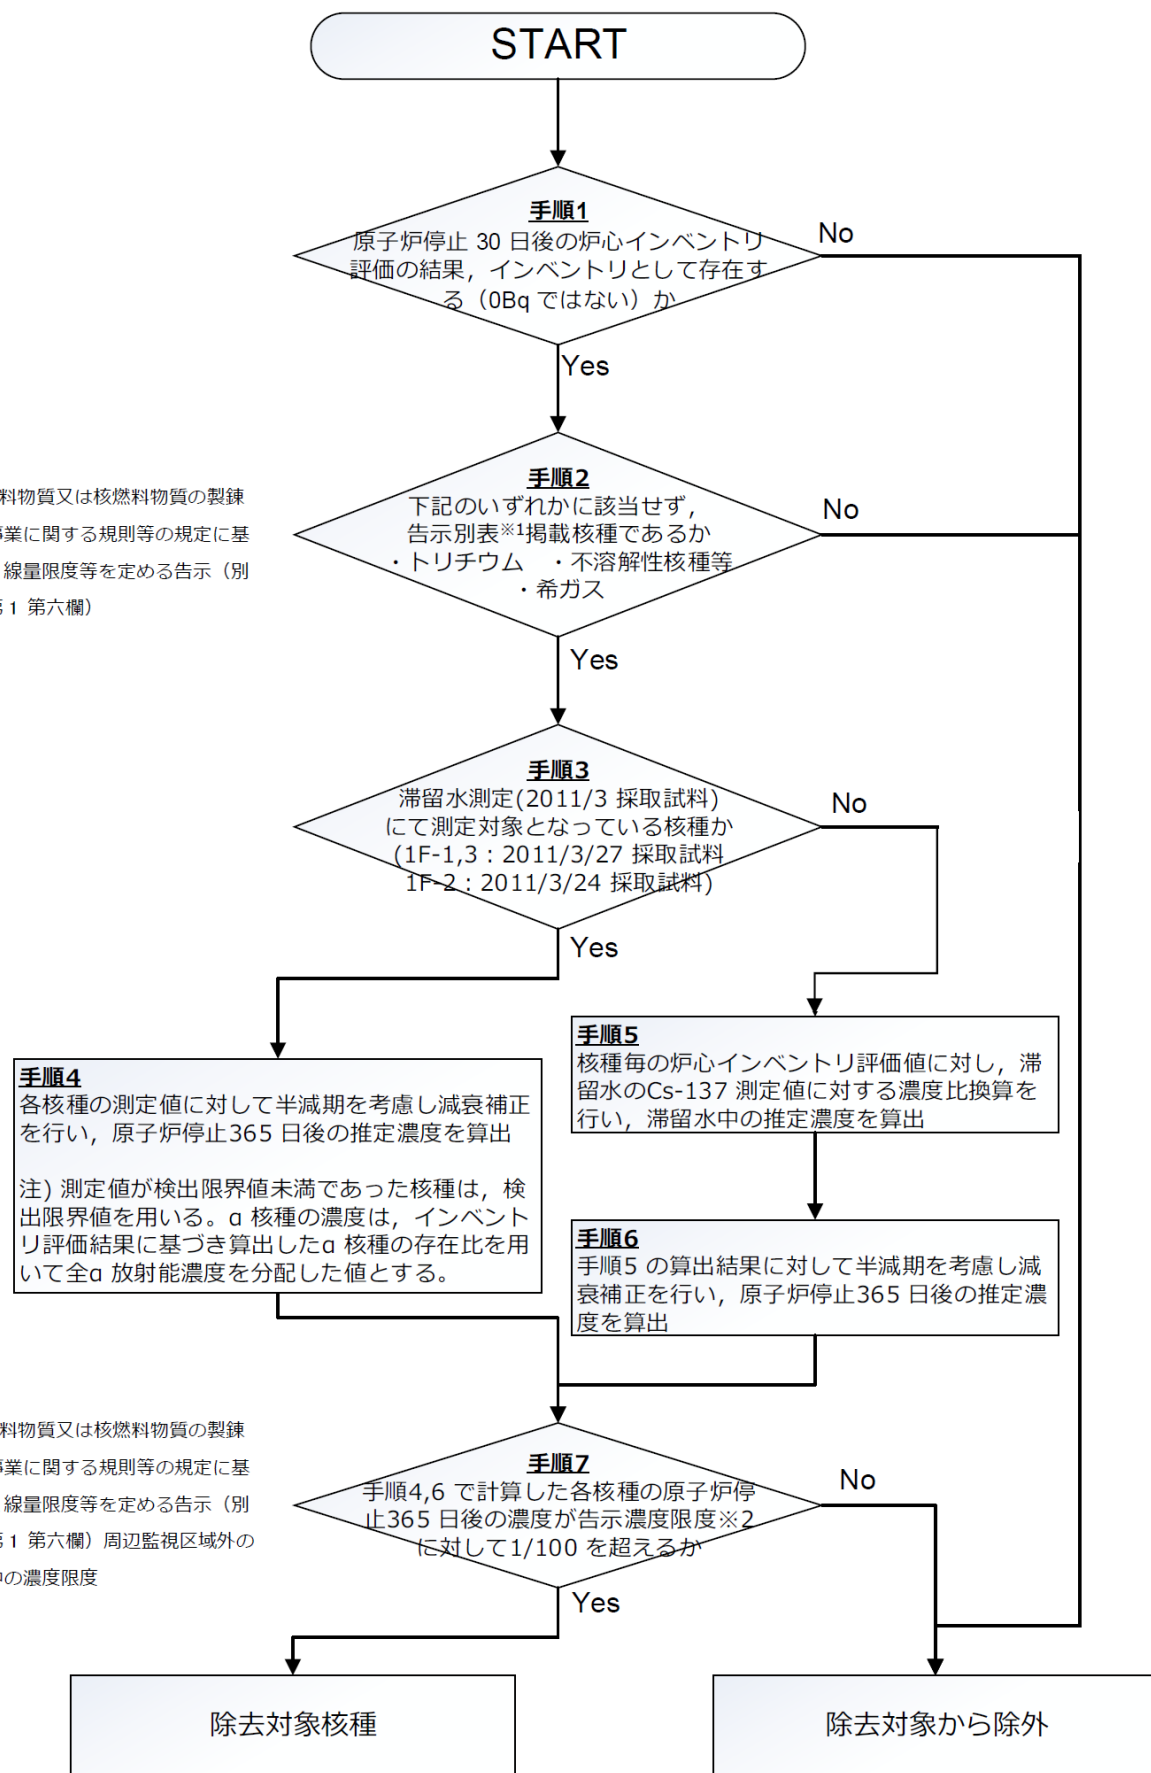 START
手順1
原子炉停止 30 日後の炉心インベントリ
評価の結果，インベントリとして存在す
る（0Bq ではない）か
No
Yes
手順2
下記のいずれかに該当せず，
告示別表※1掲載核種であるか
・トリチウム　・不溶解性核種等
・希ガス
No
料物質又は核燃料物質の製錬
事業に関する規則等の規定に基
線量限度等を定める告示（別
第1 第六欄）
Yes
手順3
滞留水測定(2011/3 採取試料)
にて測定対象となっている核種か
(1F-1,3：2011/3/27 採取試料
1F-2：2011/3/24 採取試料)
No
Yes
手順4
各核種の測定値に対して半減期を考慮し減衰補正
を行い，原子炉停止365 日後の推定濃度を算出
注) 測定値が検出限界値未満であった核種は，検
出限界値を用いる。α 核種の濃度は，インベント
リ評価結果に基づき算出したα 核種の存在比を用
いて全α 放射能濃度を分配した値とする。
手順5
核種毎の炉心インベントリ評価値に対し，滞
留水のCs-137 測定値に対する濃度比換算を
行い，滞留水中の推定濃度を算出
手順6
手順5 の算出結果に対して半減期を考慮し減
衰補正を行い，原子炉停止365 日後の推定濃
度を算出
料物質又は核燃料物質の製錬
事業に関する規則等の規定に基
線量限度等を定める告示（別
第1 第六欄）周辺監視区域外の
中の濃度限度
手順7
手順4,6 で計算した各核種の原子炉停
止365 日後の濃度が告示濃度限度※2
に対して1/100 を超えるか
No
Yes
除去対象核種
除去対象から除外